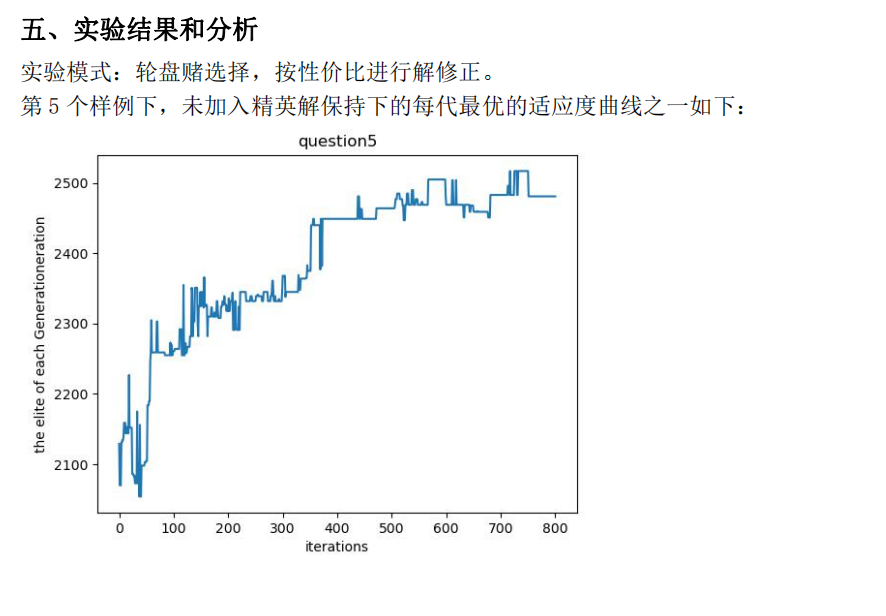 五、实验结果和分析
实验模式：轮盘赌选择，按性价比进行解修正。
第 5 个样例下，未加入精英解保持下的每代最优的适应度曲线之一如下：
question5
2500
2400
2300
2200
2100
the elite of each Generationeration
0 100 200 300 400 500 600 700 800
iterations